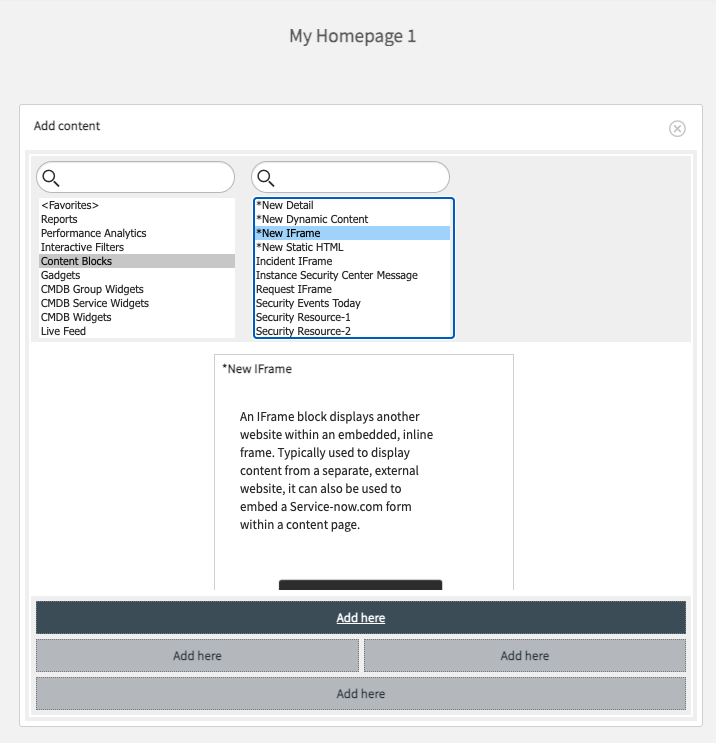 My Homepage 1
Add content
<Favorites>
Reports
Performance Analytics
Interactive Filters
Content Blocks
Gadgets
CMDB Group Widgets
CMDB Service Widgets
CMDB Widgets
Live Feed
*New Detail
*New Dynamic Content
*New IFrame
*New Static HTML
Incident IFrame
Instance Security Center Message
Request IFrame
Security Events Today
Security Resource-1
Security Resource-2
*New IFrame
An IFrame block displays another
website within an embedded, inline
frame. Typically used to display
content from a separate, external
website, it can also be used to
embed a Service-now.com form
within a content page.
Add here
Add here
Add here
Add here